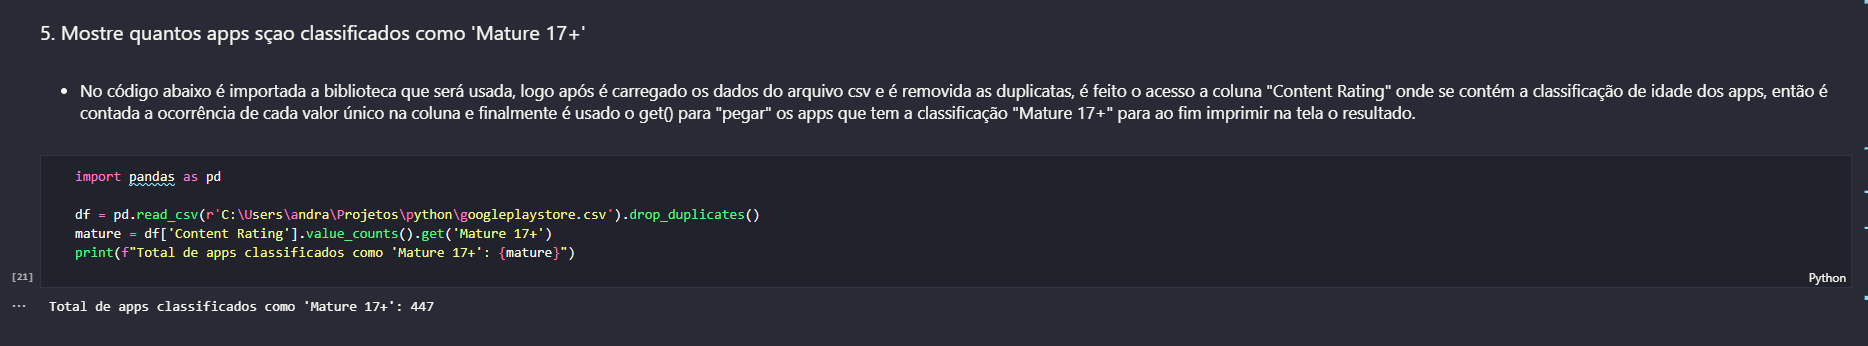 5. Mostre quantos apps sçao classificados como 'Mature 17+'
• No código abaixo é importada a biblioteca que será usada, logo após é carregado os dados do arquivo csv e é removida as duplicatas, é feito o acesso a coluna "Content Rating" onde se contém a classificação de idade dos apps, então é
contada a ocorrência de cada valor único na coluna e finalmente é usado o get() para "pegar" os apps que tem a classificação "Mature 17+" para ao fim imprimir na tela o resultado.
import pandas as pd
df = pd.read_csv(r'C:\Users\andra\Projetos\python\googleplaystore.csv').drop_duplicates()
mature = df['Content Rating'].value_counts().get('Mature 17+')
print(f"Total de apps classificados como 'Mature 17+': {mature}")
[21]
Python
... Total de apps classificados como 'Mature 17+': 447